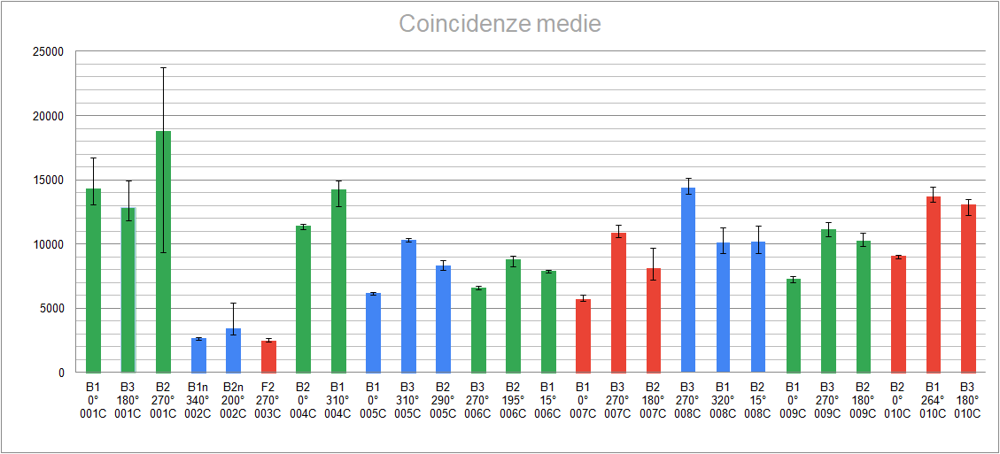 Coincidenze medie
25000
20000
15000
10000
5000
0
B1 B3 B2 B1n B2n F2 B2 B1 B1 B3 B2 B3 B2 B1 B1 B3 B2 B3 B1 B2 B1 B3 B2 B2 B1 B3
0° 180° 270° 340° 200° 270° 0° 310° 0° 310° 290° 270° 195° 15° 0° 270° 180° 270° 320° 15° 0° 270° 180° 0° 264° 180°
001C 001C 001C 002C 002C 003C 004C 004C 005C 005C 005C 006C 006C 006C 007C 007C 007C 008C 008C 008C 009C 009C 009C 010C 010C 010C